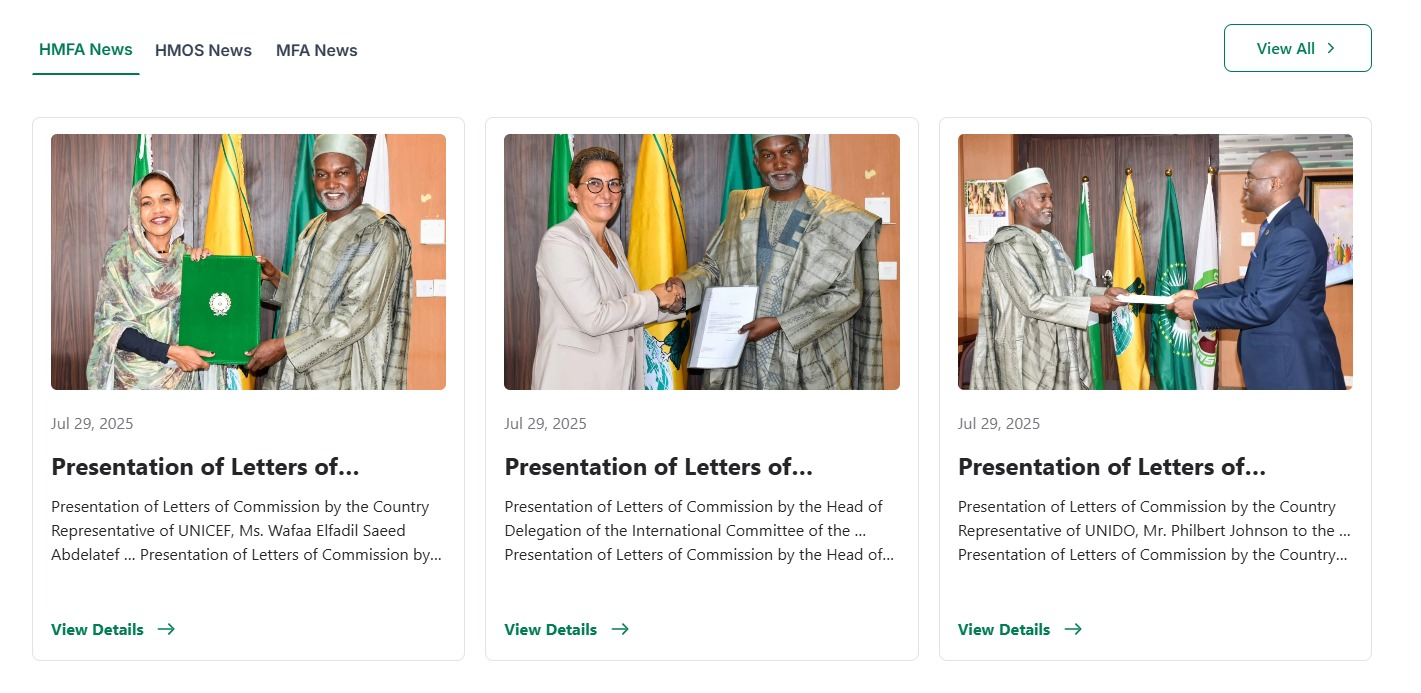 HMFA News
HMOS News
MFA News
View All
Jul 29, 2025
Presentation of Letters of...
Presentation of Letters of Commission by the Country
Representative of UNICEF, Ms. Wafaa Elfadil Saeed
Abdelatef ... Presentation of Letters of Commission by...
View Details
Jul 29, 2025
Presentation of Letters of...
Presentation of Letters of Commission by the Head of
Delegation of the International Committee of the ...
Presentation of Letters of Commission by the Head of...
View Details
Jul 29, 2025
Presentation of Letters of...
Presentation of Letters of Commission by the Country
Representative of UNIDO, Mr. Philbert Johnson to the ...
Presentation of Letters of Commission by the Country...
View Details